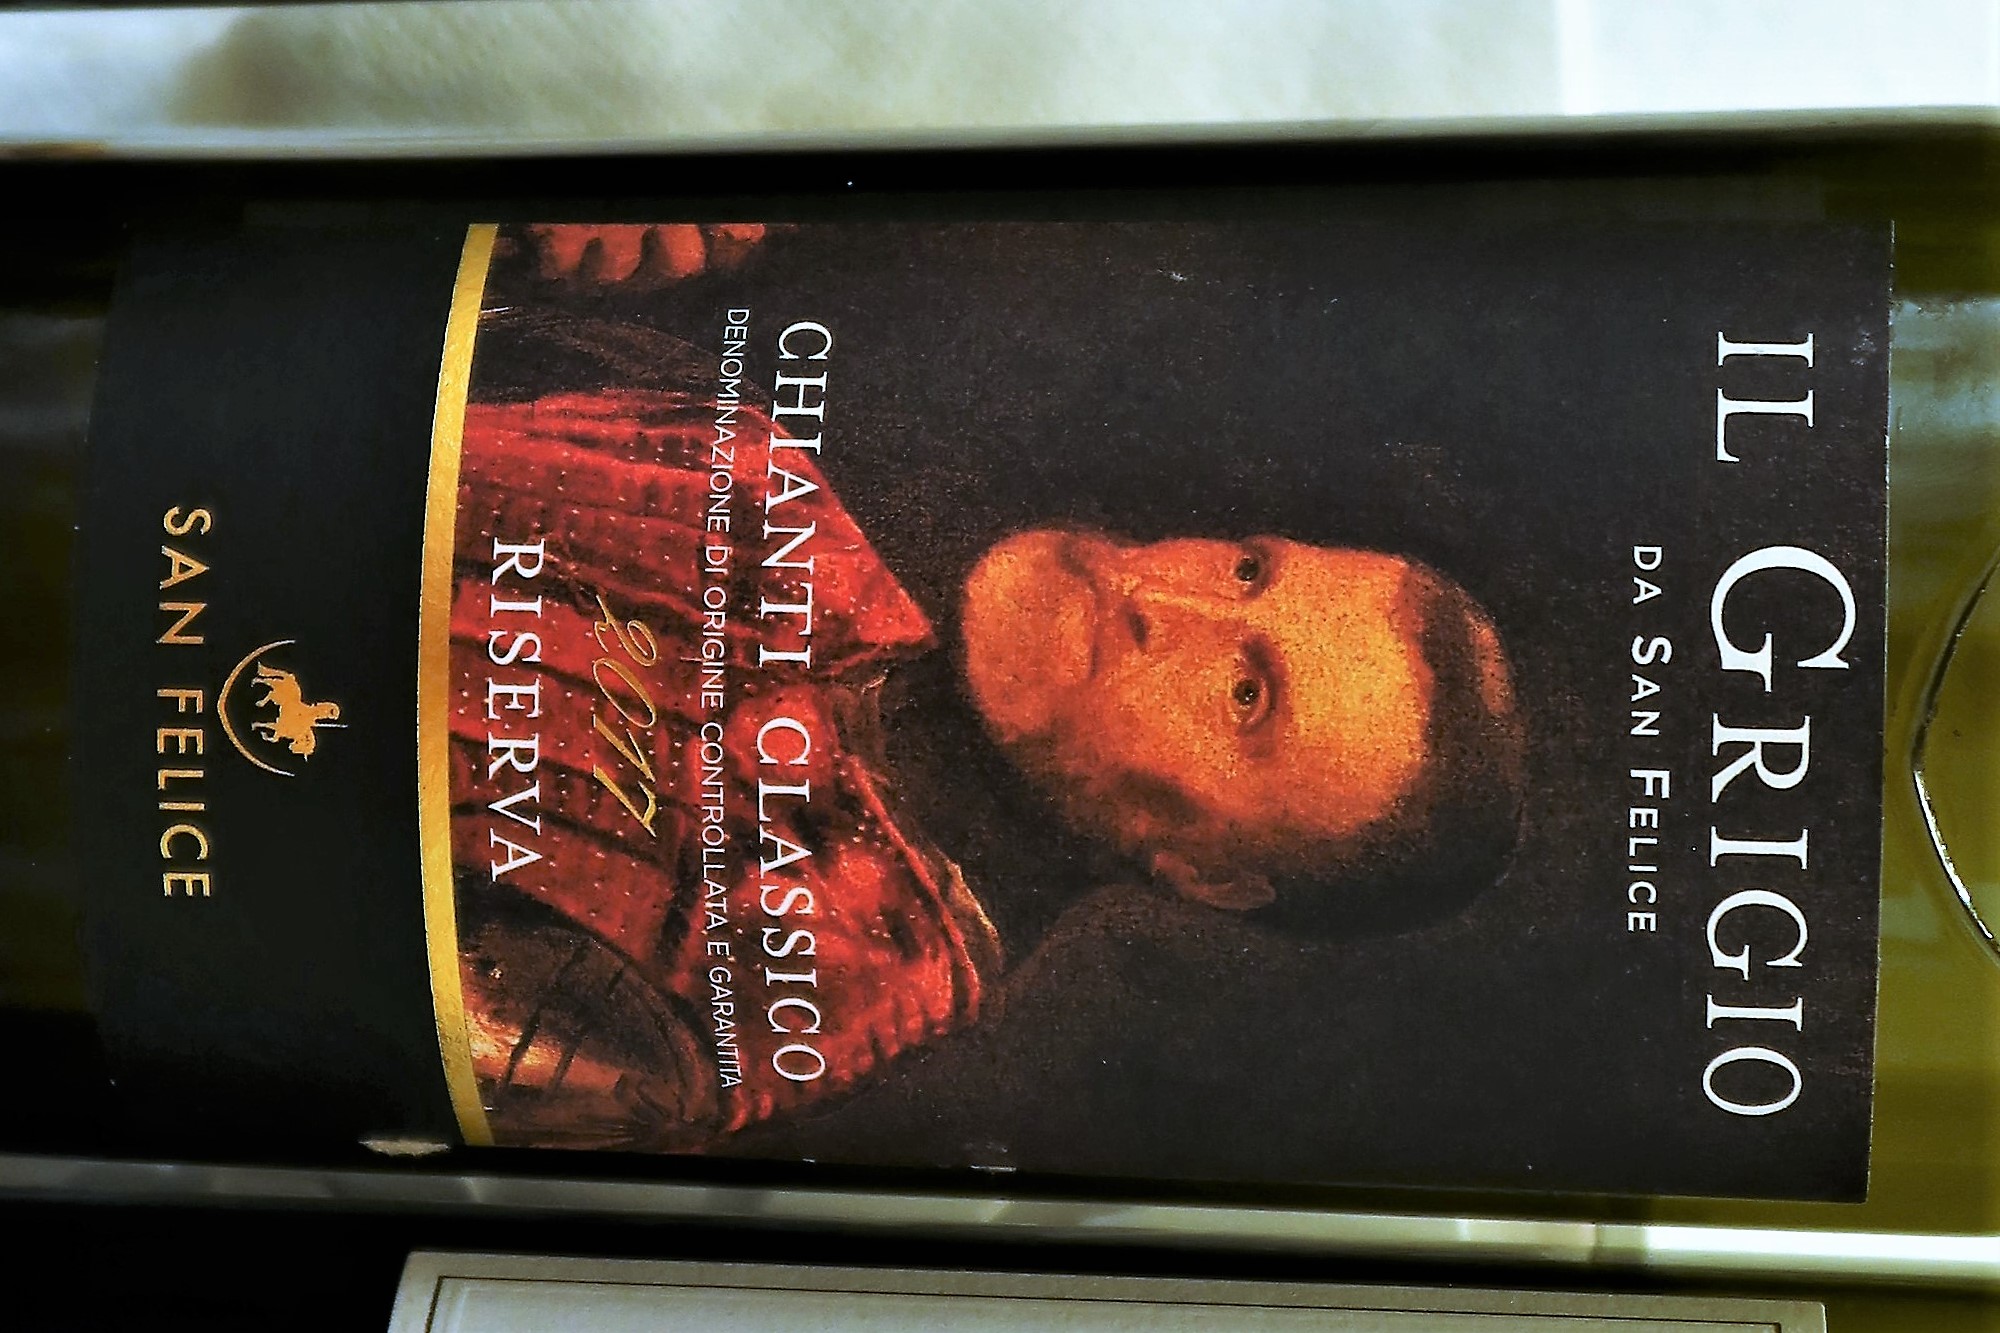 IL GRIGIO
DA SAN FELICE
CHIANTI CLASSICO
DENOMINAZIONE DI ORIGINE CONTROLLATA E GARANTITA
2017
RISERVA
SAN FELICE